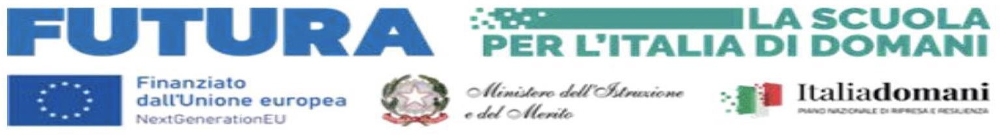 FUTURA
LA SCUOLA
PER L'ITALIA DI DOMANI
Finanziato
dall'Unione europea
NextGenerationEU
Ministero dell'Istruzione
e del Merito
Italiadomani
PIANO NAZIONALE DI RIPRESA E RESILIENZA